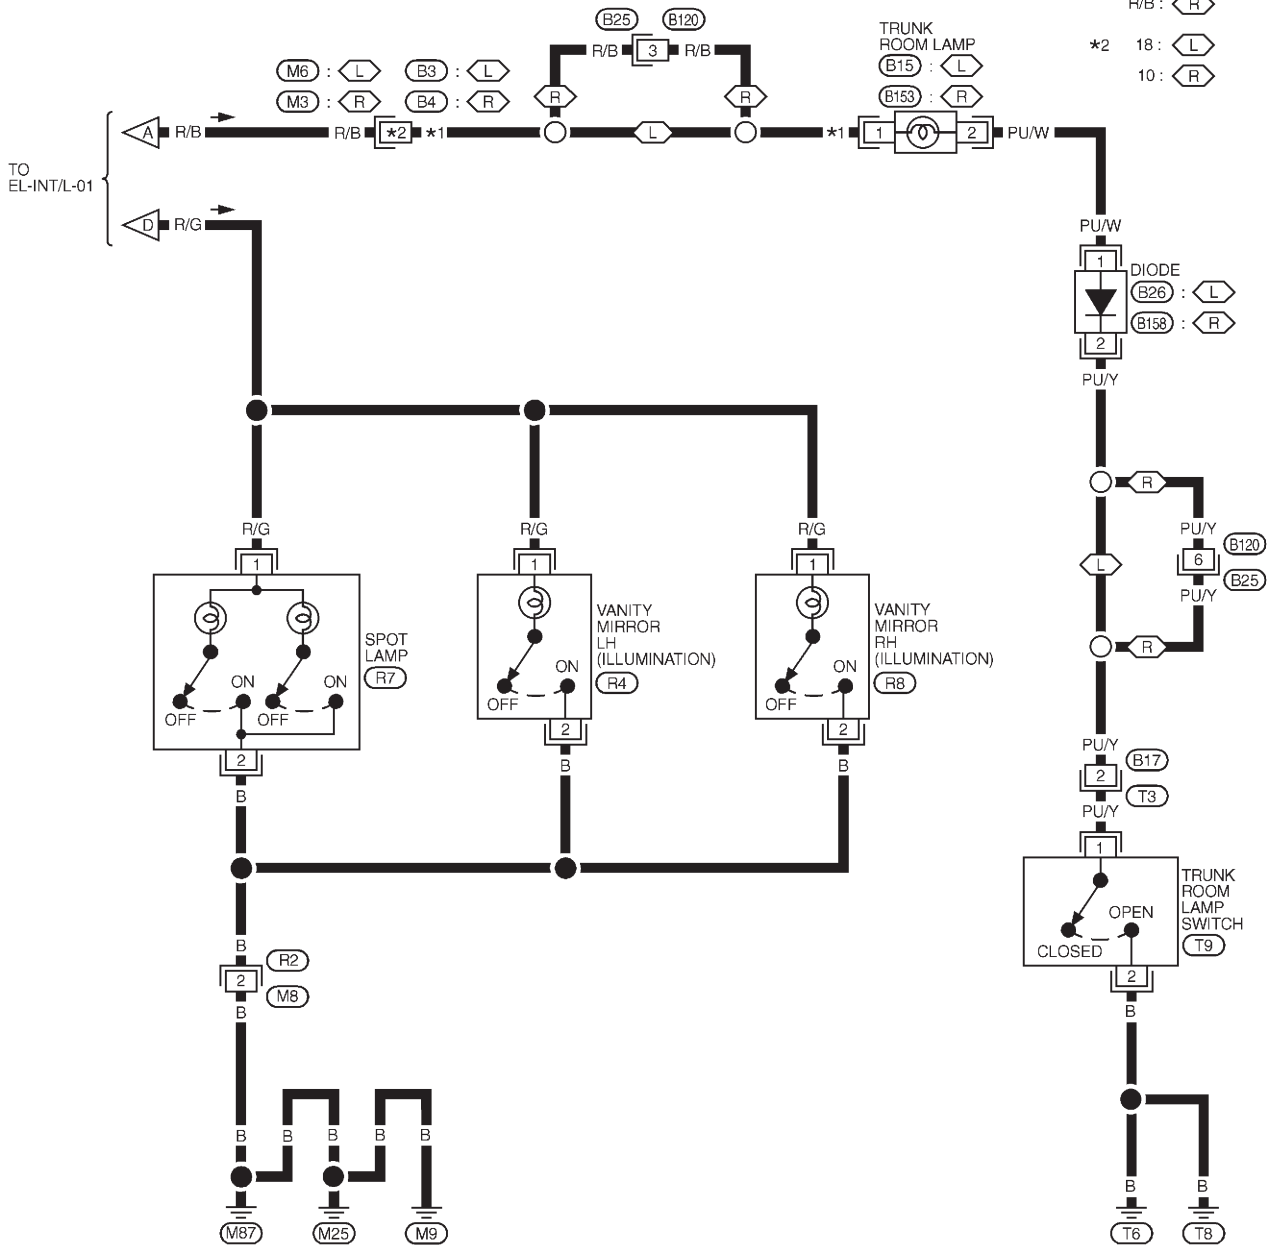 R/B : R
*2 18 : L
10 : R
B25 B120
R/B 3 R/B
TRUNK
ROOM LAMP
B15 : L
B153 : R
M6 : L B3 : L
M3 : R B4 : R
R R
A R/B R/B *2 *1 L *1 1 2 PU/W
TO
EL-INT/L-01
D R/G
PU/W
1
DIODE
B26 : L
B158 : R
2
PU/Y
R
R/G R/G R/G
PU/Y
B120
1 1 1
L 6
B25
PU/Y
SPOT
LAMP
R7
ON ON
OFF OFF
VANITY
MIRROR
LH
(ILLUMINATION)
R4
ON
OFF
VANITY
MIRROR
RH
(ILLUMINATION)
R8
ON
OFF
R
2 2 2
B B B
PU/Y
B17
2
T3
PU/Y
1
TRUNK
ROOM
LAMP
SWITCH
T9
OPEN
CLOSED
2
B
B
R2
2
M8
B
B B B B B
M87 M25 M9
B B
T6 T8